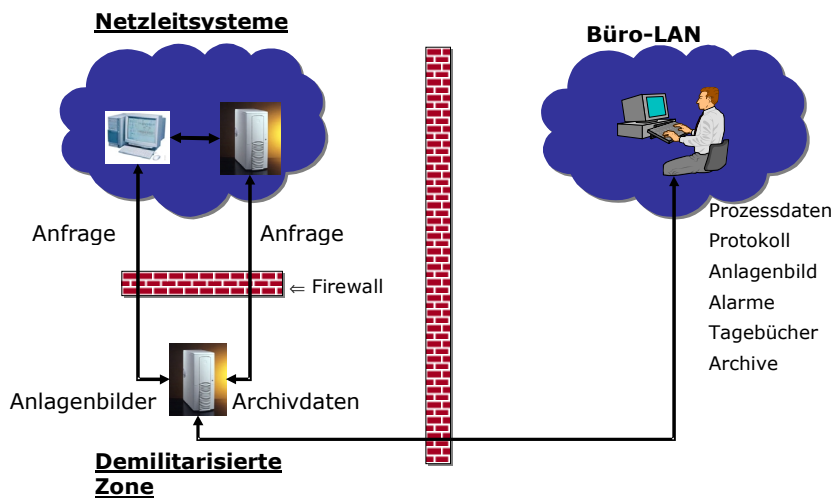 Netzleitsysteme
Büro-LAN
Anfrage
Anfrage
⇐ Firewall
Anlagenbilder
Archivdaten
Demilitarisierte
Zone
Prozessdaten
Protokoll
Anlagenbild
Alarme
Tagebücher
Archive